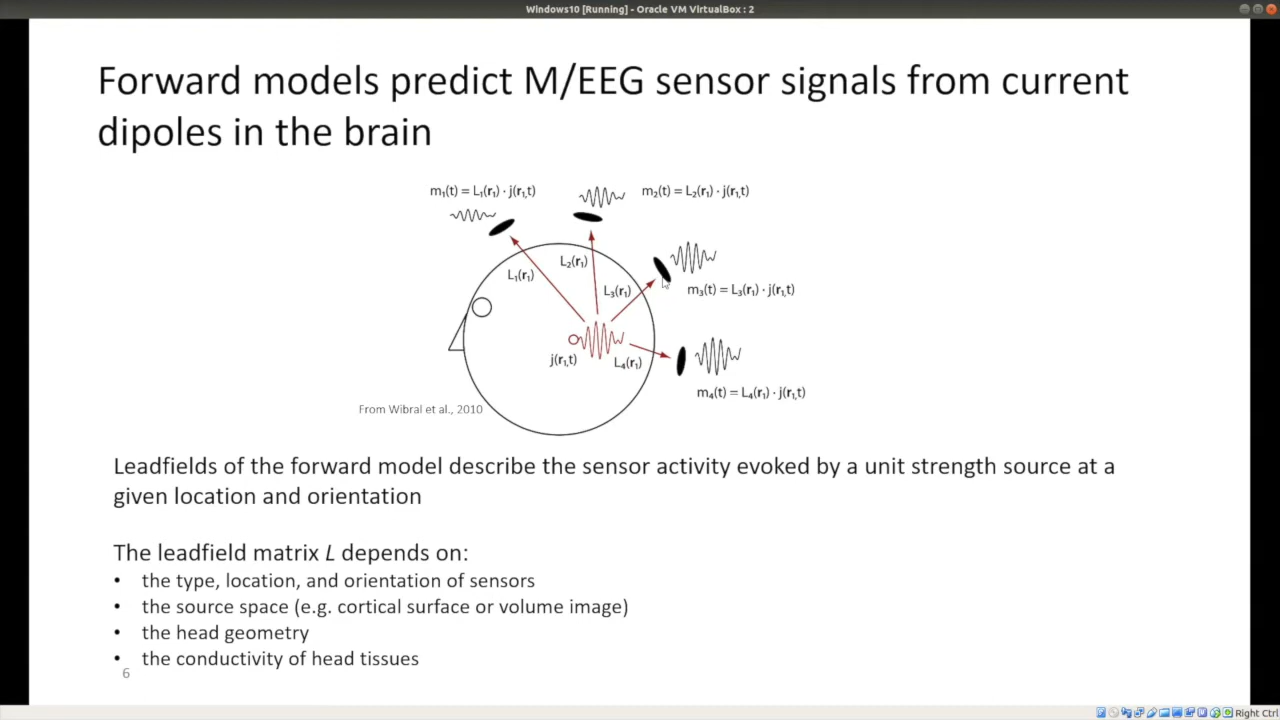 Windows10 [Running] - Oracle VM VirtualBox : 2
Forward models predict M/EEG sensor signals from current
dipoles in the brain
m₁(t) = L₁(r₁) · j(r₁,t)
m₂(t) = L₂(r₁) · j(r₁,t)
L₁(r₁)
L₂(r₁)
L₃(r₁)
m₃(t) = L₃(r₁) · j(r₁,t)
j(r₁,t)
L₄(r₁)
m₄(t) = L₄(r₁) · j(r₁,t)
From Wibral et al., 2010
Leadfields of the forward model describe the sensor activity evoked by a unit strength source at a
given location and orientation
The leadfield matrix L depends on:
• the type, location, and orientation of sensors
• the source space (e.g. cortical surface or volume image)
• the head geometry
• the conductivity of head tissues
6
Right Ctrl